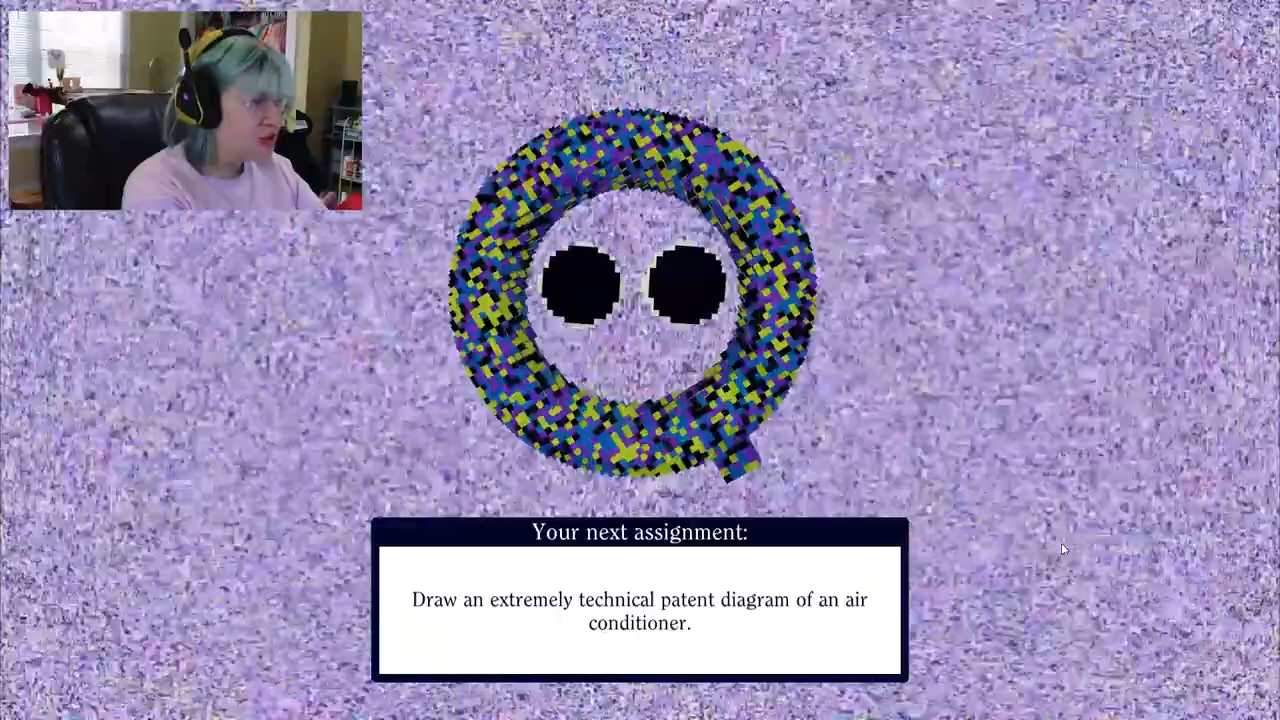 Your next assignment:
Draw an extremely technical patent diagram of an air
conditioner.